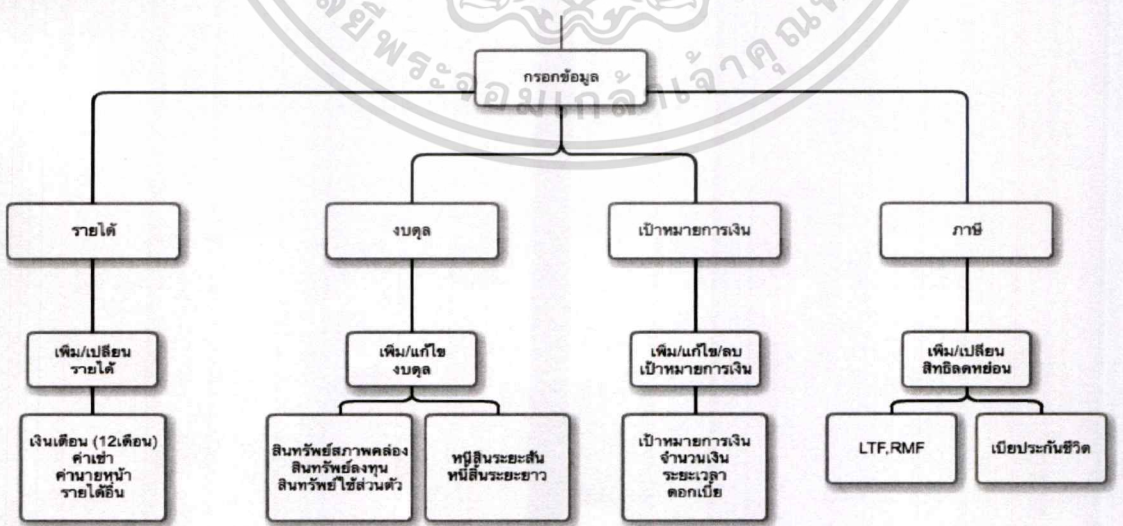 กรอกข้อมูล
รายได้
งบดุล
เป้าหมายการเงิน
ภาษี
เพิ่ม/เปลี่ยน
รายได้
เพิ่ม/แก้ไข
งบดุล
เพิ่ม/แก้ไข/ลบ
เป้าหมายการเงิน
เพิ่ม/เปลี่ยน
สิทธิลดหย่อน
เงินเดือน (12เดือน)
ค่าเช่า
ค่านายหน้า
รายได้อื่น
สินทรัพย์สภาพคล่อง
สินทรัพย์ลงทุน
สินทรัพย์ใช้ส่วนตัว
หนี้สินระยะสั้น
หนี้สิ้นระยะยาว
เป้าหมายการเงิน
จำนวนเงิน
ระยะเวลา
ดอกเบี้ย
LTF,RMF
เบี้ยประกันชีวิต